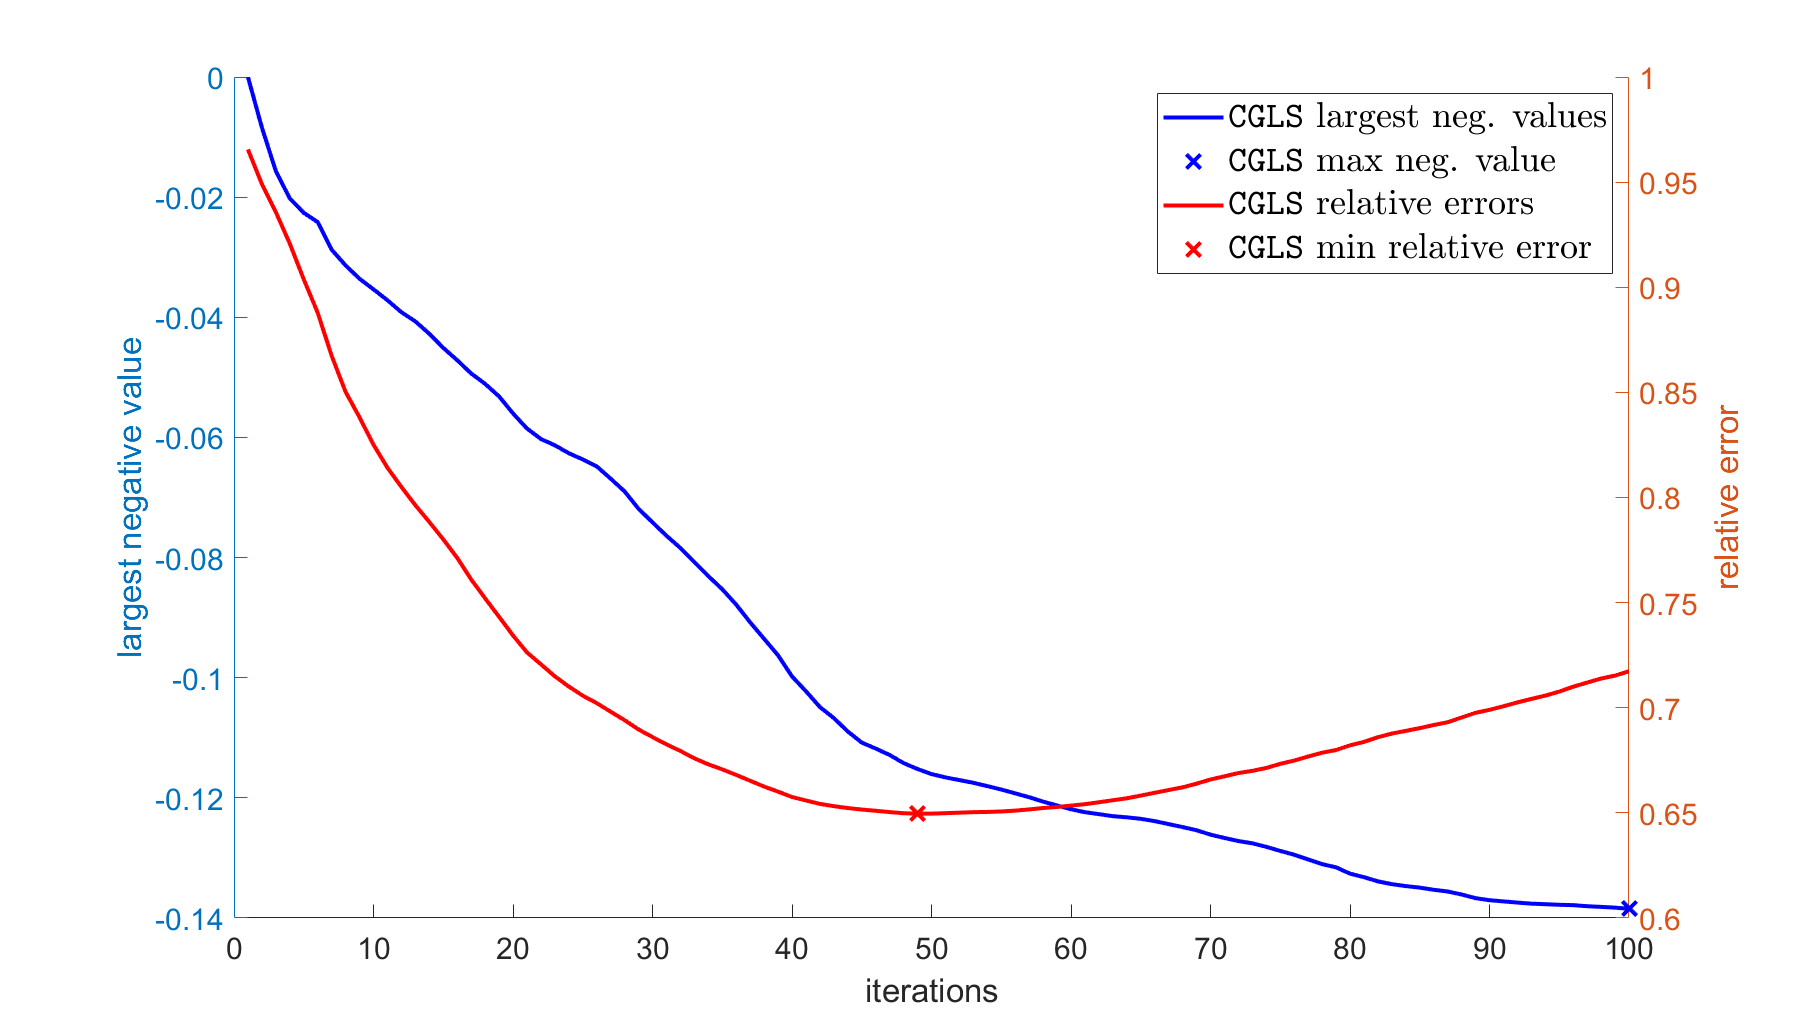 0
-0.02
-0.04
-0.06
-0.08
-0.1
-0.12
-0.14
largest negative value
CGLS largest neg. values
CGLS max neg. value
CGLS relative errors
CGLS min relative error
1
0.95
0.9
0.85
0.8
0.75
0.7
0.65
0.6
relative error
0 10 20 30 40 50 60 70 80 90 100
iterations